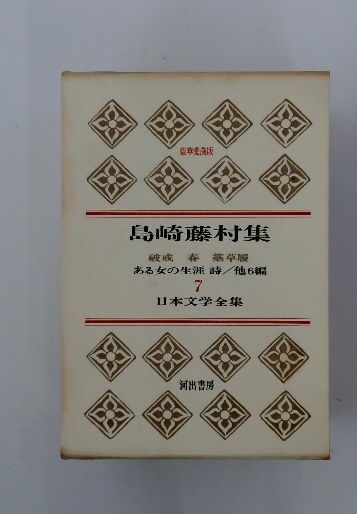 豪華愛蔵版
島崎藤村集
破戒 春 藁草履
ある女の生涯 詩／他6編
7
日本文学全集
河出書房